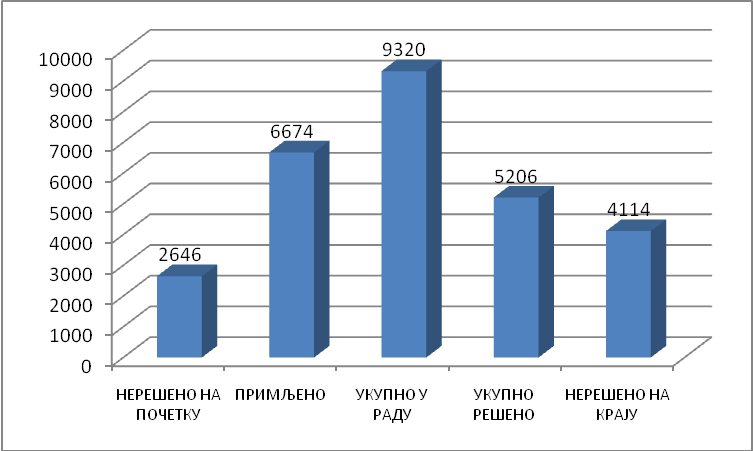 10000
9000
8000
7000
6000
5000
4000
3000
2000
1000
0
2646
6674
9320
5206
4114
НЕРЕШЕНО НА
ПОЧЕТКУ
ПРИМЉЕНО
УКУПНО У
РАДУ
УКУПНО
РЕШЕНО
НЕРЕШЕНО НА
КРАЈУ